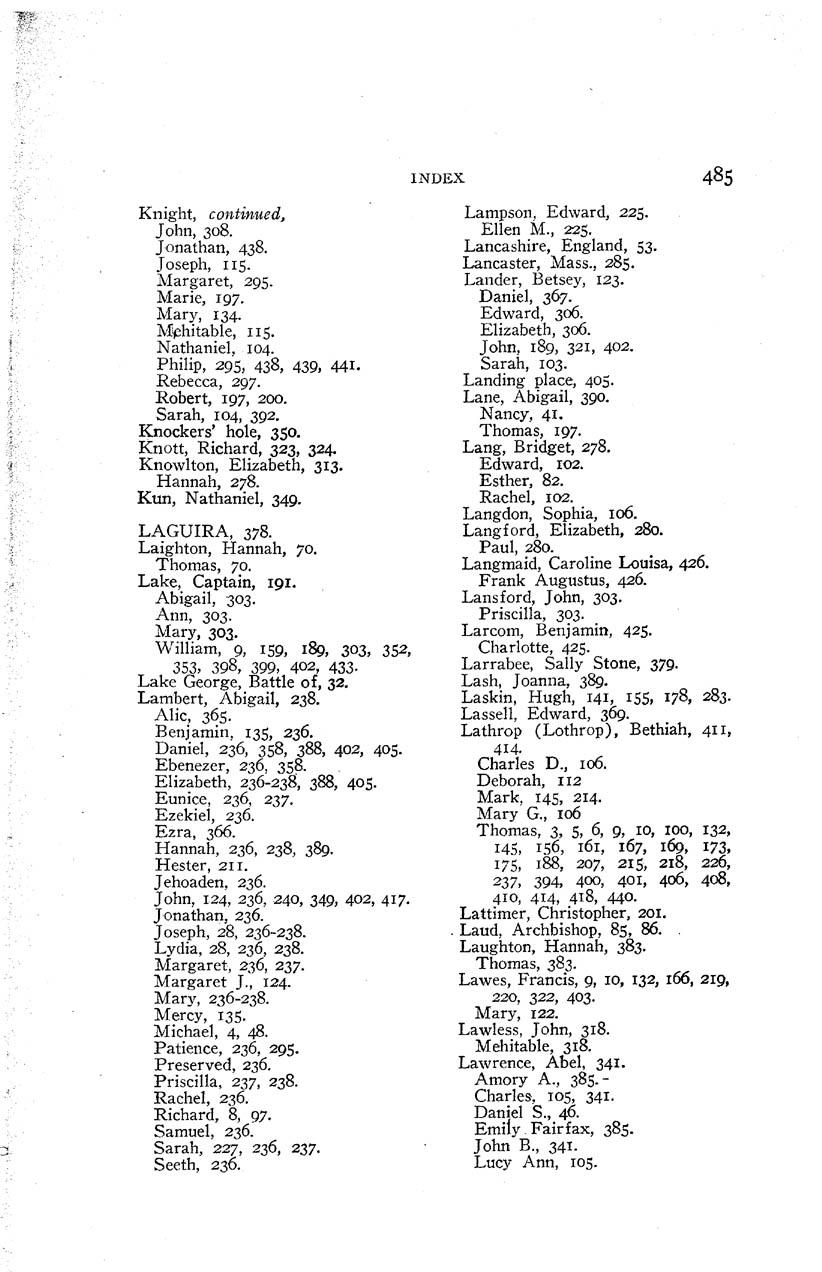 INDEX 485
Knight, continued,
John, 308.
Jonathan, 438.
Joseph, 115.
Margaret, 295.
Marie, 197.
Mary, 134.
Mehitable, 115.
Nathaniel, 104.
Philip, 295, 438, 439, 441.
Rebecca, 297.
Robert, 197, 200.
Sarah, 104, 392.
Knockers' hole, 350.
Knott, Richard, 323, 324.
Knowlton, Elizabeth, 313.
Hannah, 278.
Kun, Nathaniel, 349.
LAGUIRA, 378.
Laighton, Hannah, 70.
Thomas, 70.
Lake, Captain, 191.
Abigail, 303.
Ann, 303.
Mary, 303.
William, 9, 159, 189, 303, 352,
353, 398, 399, 402, 433.
Lake George, Battle of, 32.
Lambert, Abigail, 238.
Alic, 365.
Benjamin, 135, 236.
Daniel, 236, 358, 388, 402, 405.
Ebenezer, 236, 358.
Elizabeth, 236-238, 388, 405.
Eunice, 236, 237.
Ezekiel, 236.
Ezra, 366.
Hannah, 236, 238, 389.
Hester, 211.
Jehoaden, 236.
John, 124, 236, 240, 349, 402, 417.
Jonathan, 236.
Joseph, 28, 236-238.
Lydia, 28, 236, 238.
Margaret, 236, 237.
Margaret J., 124.
Mary, 236-238.
Mercy, 135.
Michael, 4, 48.
Patience, 236, 295.
Preserved, 236.
Priscilla, 237, 238.
Rachel, 236.
Richard, 8, 97.
Samuel, 236.
Sarah, 227, 236, 237.
Seeth, 236.
Lampson, Edward, 225.
Ellen M., 225.
Lancashire, England, 53.
Lancaster, Mass., 285.
Lander, Betsey, 123.
Daniel, 367.
Edward, 306.
Elizabeth, 306.
John, 189, 321, 402.
Sarah, 103.
Landing place, 405.
Lane, Abigail, 390.
Nancy, 41.
Thomas, 197.
Lang, Bridget, 278.
Edward, 102.
Esther, 82.
Rachel, 102.
Langdon, Sophia, 106.
Langford, Elizabeth, 280.
Paul, 280.
Langmaid, Caroline Louisa, 426.
Frank Augustus, 426.
Lansford, John, 303.
Priscilla, 303.
Larcom, Benjamin, 425.
Charlotte, 425.
Larrabee, Sally Stone, 379.
Lash, Joanna, 389.
Laskin, Hugh, 141, 155, 178, 283.
Lassell, Edward, 369.
Lathrop (Lothrop), Bethiah, 411,
414.
Charles D., 106.
Deborah, 112
Mark, 145, 214.
Mary G., 106
Thomas, 3, 5, 6, 9, 10, 100, 132,
145, 156, 161, 167, 169, 173,
175, 188, 207, 215, 218, 226,
237, 394, 400, 401, 406, 408,
410, 414, 418, 440.
Lattimer, Christopher, 201.
Laud, Archbishop, 85, 86.
Laughton, Hannah, 383.
Thomas, 383.
Lawes, Francis, 9, 10, 132, 166, 219,
220, 322, 403.
Mary, 122.
Lawless, John, 318.
Mehitable, 318.
Lawrence, Abel, 341.
Amory A., 385.
Charles, 105, 341.
Daniel S., 46.
Emily Fairfax, 385.
John B., 341.
Lucy Ann, 105.